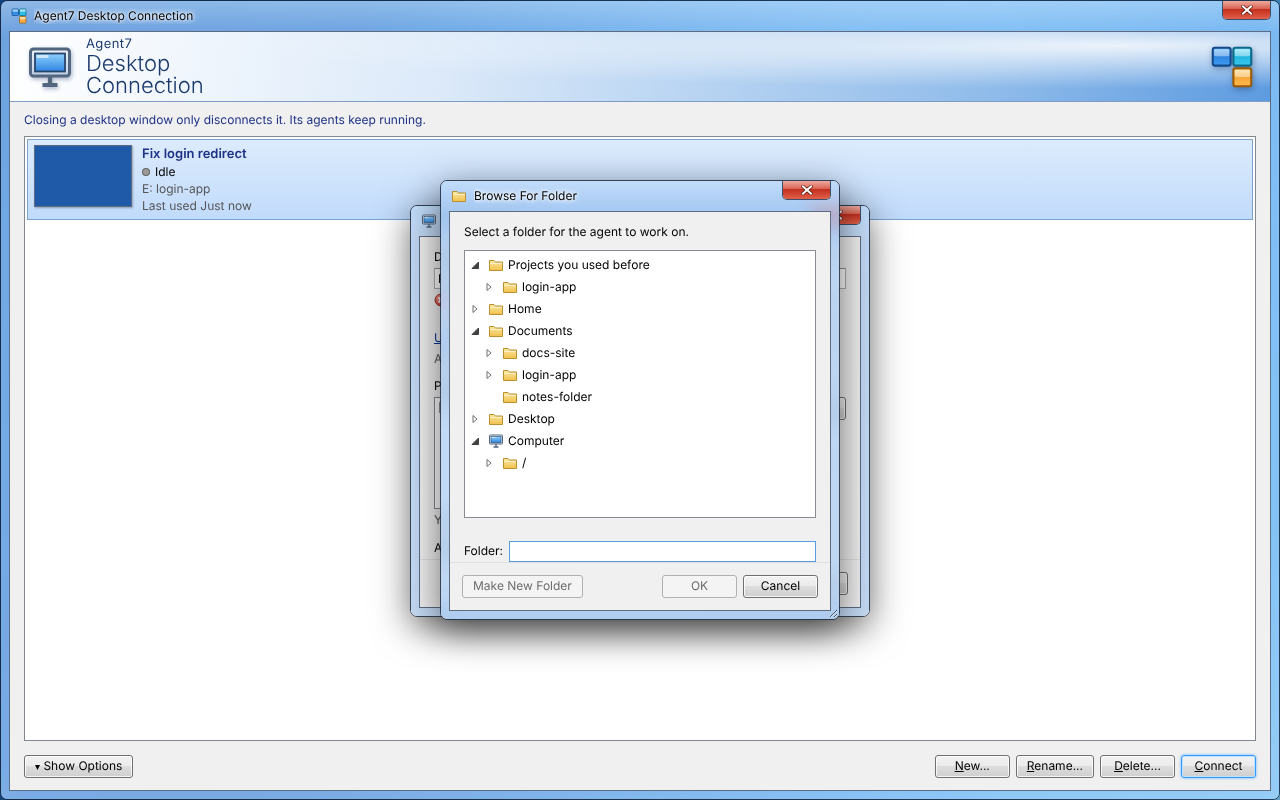 Agent7 Desktop Connection
Agent7
Desktop
Connection
Closing a desktop window only disconnects it. Its agents keep running.
Fix login redirect
Idle
E: login-app
Last used Just now
Browse For Folder
Select a folder for the agent to work on.
Projects you used before
login-app
Home
Documents
docs-site
login-app
notes-folder
Desktop
Computer
/
Folder:
Make New Folder
OK
Cancel
Show Options
New...
Rename...
Delete...
Connect